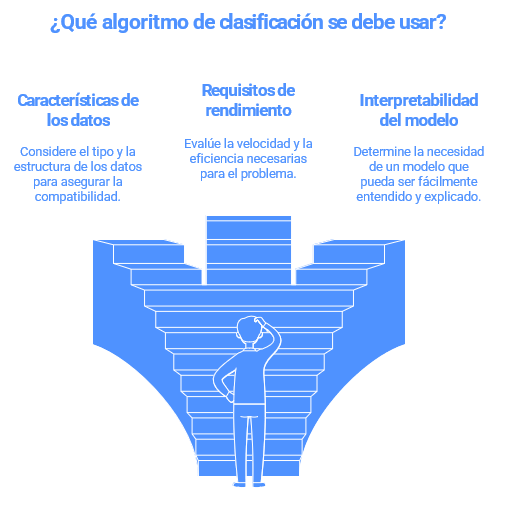 ¿Qué algoritmo de clasificación se debe usar?
Características de
los datos
Considere el tipo y la
estructura de los datos
para asegurar la
compatibilidad.
Requisitos de
rendimiento
Evalúe la velocidad y la
eficiencia necesarias
para el problema.
Interpretabilidad
del modelo
Determine la necesidad
de un modelo que
pueda ser fácilmente
entendido y explicado.